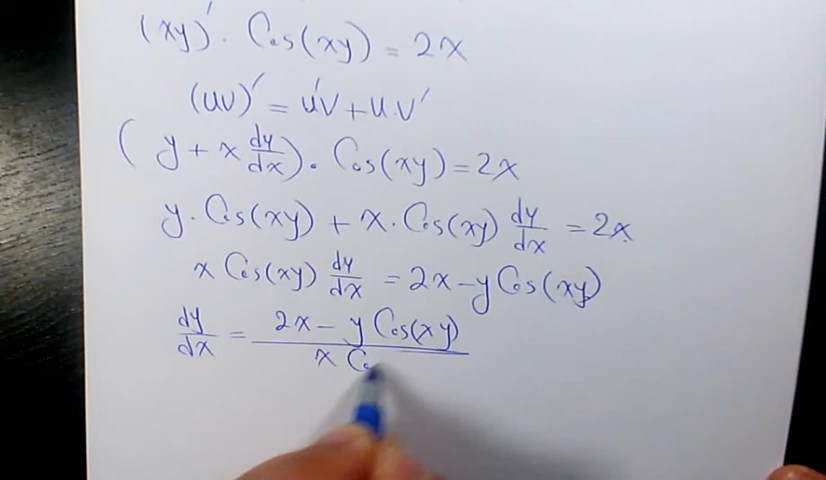 (xy)′ · Cos(xy) = 2x
(uv)′ = u′v + u.v′
(y + x dy/dx) · Cos(xy) = 2x
y. Cos(xy) + x. Cos(xy) dy/dx = 2x
x Cos(xy) dy/dx = 2x - y Cos(xy)
dy/dx = 2x - y Cos(xy)
x Co